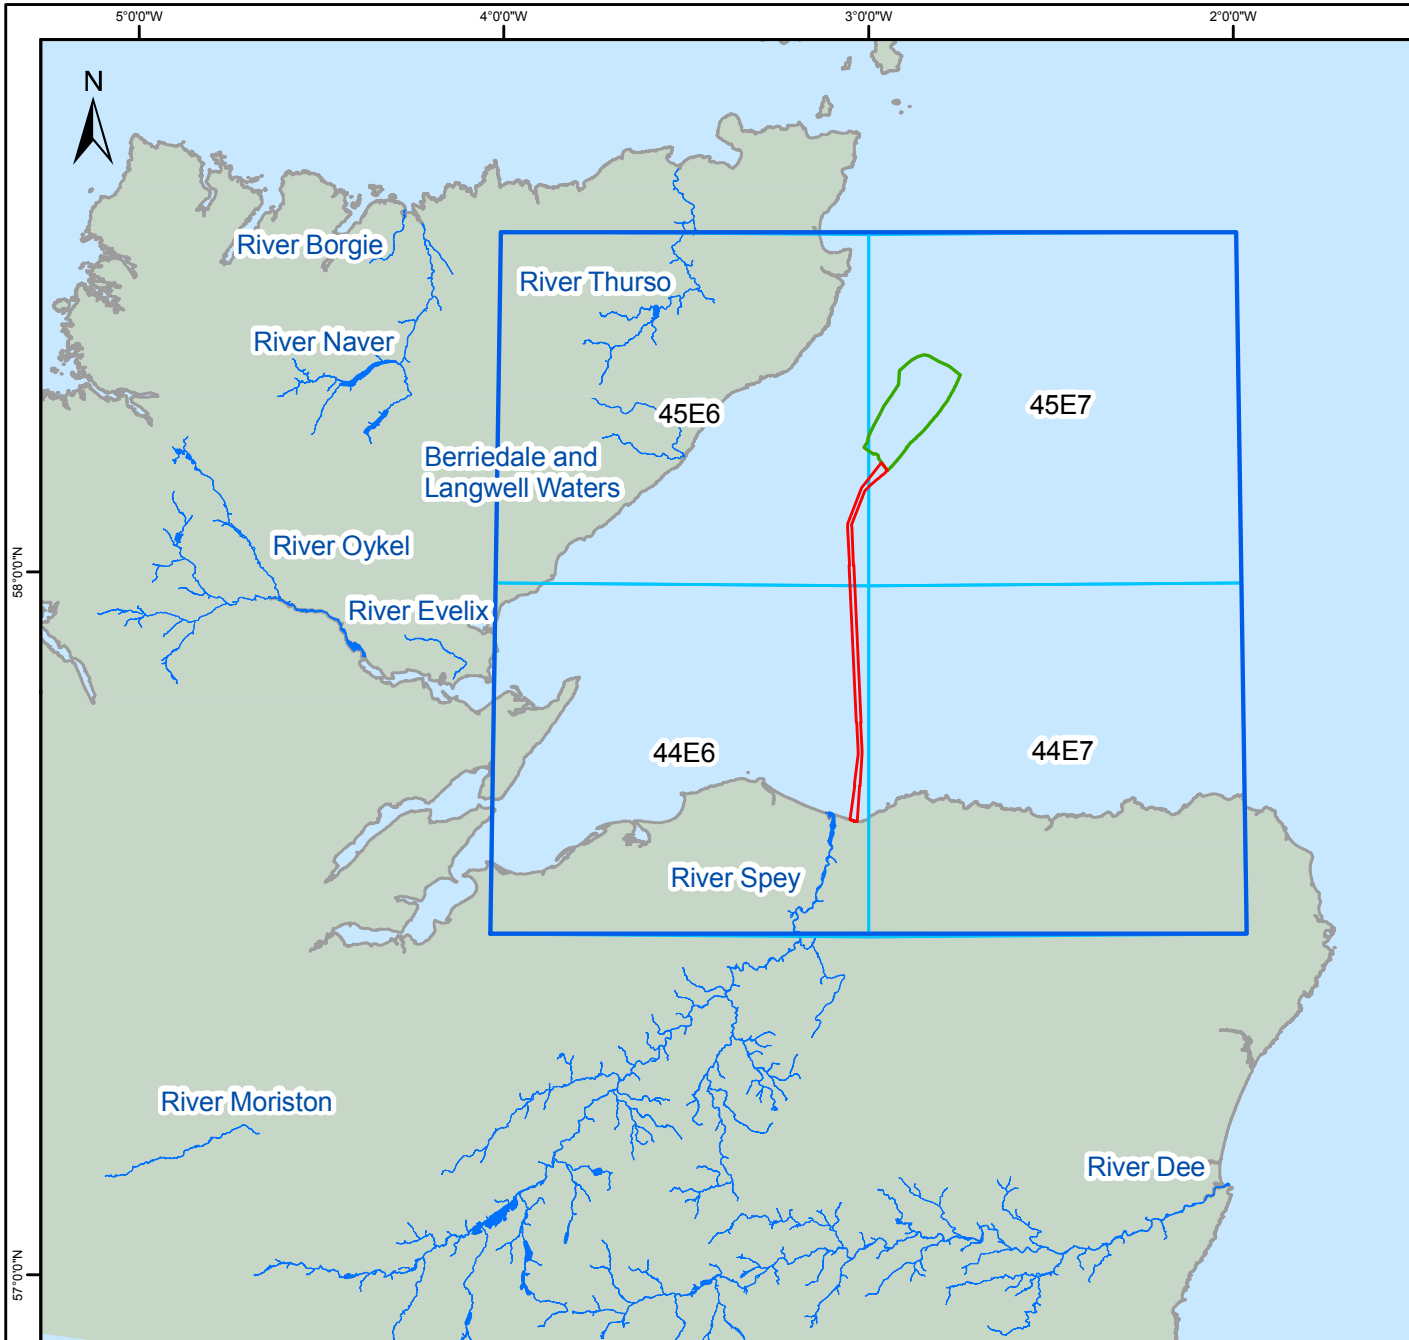 5°0'0"W
4°0'0"W
3°0'0"W
2°0'0"W
N
River Borgie
River Thurso
River Naver
45E6
45E7
Berriedale and
Langwell Waters
River Oykel
58°0'0"N
River Evelix
44E6
44E7
River Spey
River Moriston
River Dee
57°0'0"N